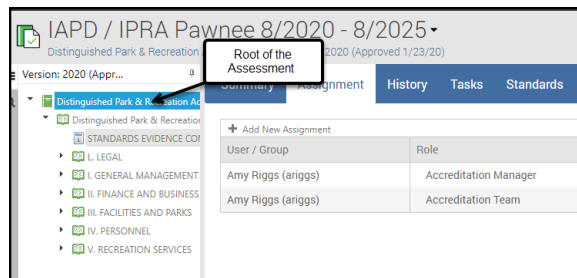 IAPD / IPRA Pawnee 8/2020 - 8/2025
Distinguished Park & Recreation 2020 (Approved 1/23/20)
Root of the
Assessment
Version: 2020 (Appr...
Summary Assignment History Tasks Standards
Distinguished Park & Recreation Ac
Distinguished Park & Recreation
STANDARDS EVIDENCE CO
L. LEGAL
I. GENERAL MANAGEMENT
II. FINANCE AND BUSINESS
III. FACILITIES AND PARKS
IV. PERSONNEL
V. RECREATION SERVICES
Add New Assignment
User / Group Role
Amy Riggs (ariggs) Accreditation Manager
Amy Riggs (ariggs) Accreditation Team